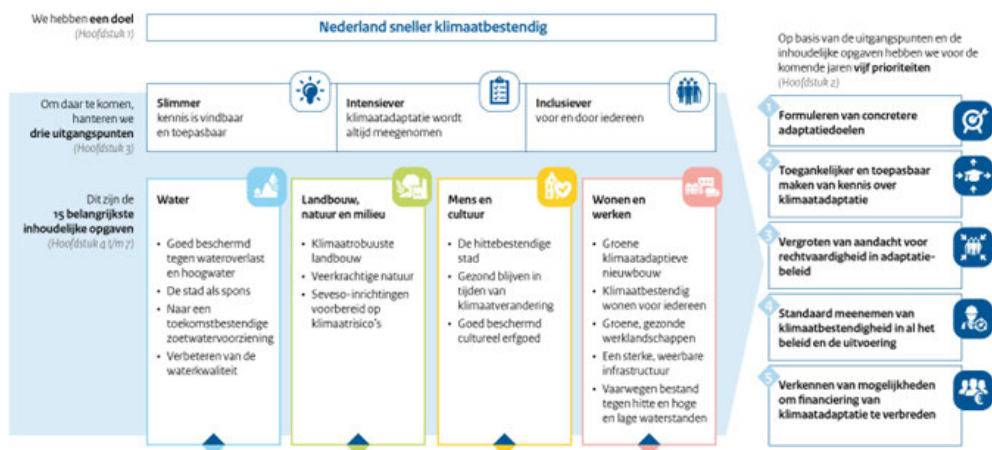 We hebben een doel
(Hoofdstuk 1)
Nederland sneller klimaatbestendig
Om daar te komen,
hanteren we
drie uitgangspunten
(Hoofdstuk 3)
Slimmer
kennis is vindbaar
en toepasbaar
Intensiever
klimaatadaptatie wordt
altijd meegenomen
Inclusiever
voor en door iedereen
Dit zijn de
15 belangrijkste
inhoudelijke opgaven
(Hoofdstuk 4 t/m 7)
Water
• Goed beschermd
tegen wateroverlast
en hoogwater
• De stad als spons
• Naar een
toekomstbestendige
zoetwatervoorziening
• Verbeteren van de
waterkwaliteit
Landbouw,
natuur en milieu
• Klimaatrobuuste
landbouw
• Veerkrachtige natuur
• Seveso-inrichtingen
voorbereid op
klimaatrisico's
Mens en
cultuur
• De hittebestendige
stad
• Gezond blijven in
tijden van
klimaatverandering
• Goed beschermd
cultureel erfgoed
Wonen en
werken
• Groene
klimaatadaptieve
nieuwbouw
• Klimaatbestendig
wonen voor iedereen
• Groene, gezonde
werklandschappen
• Een sterke, weerbare
infrastructuur
• Vaarwegen bestand
tegen hitte en hoge
en lage waterstanden
Op basis van de uitgangspunten en de
inhoudelijke opgaven hebben we voor de
komende jaren vijf prioriteiten
(Hoofdstuk 2)
1
Formuleren van concretere
adaptatiedoelen
2
Toegankelijker en toepasbaar
maken van kennis over
klimaatadaptatie
3
Vergroten van aandacht voor
rechtvaardigheid in adaptatie-
beleid
4
Standaard meenemen van
klimaatbestendigheid in al het
beleid en de uitvoering
5
Verkennen van mogelijkheden
om financiering van
klimaatadaptatie te verbreden
€